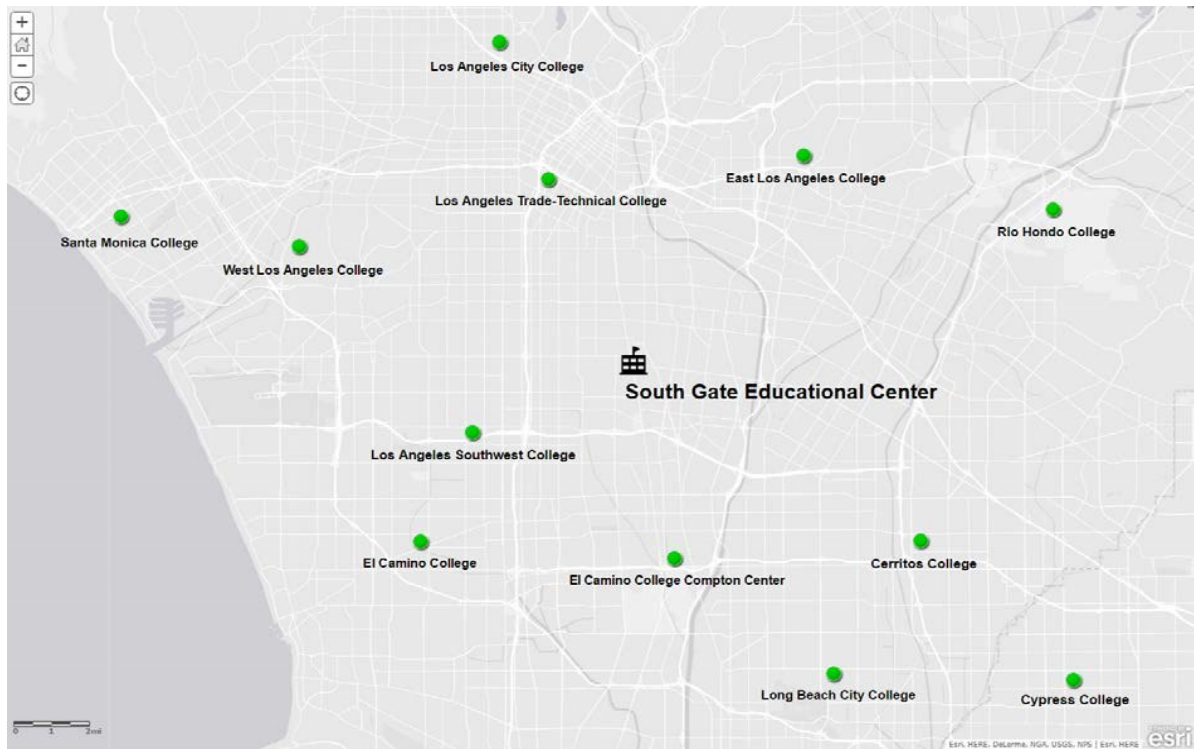 +
−
Los Angeles City College
East Los Angeles College
Los Angeles Trade-Technical College
Rio Hondo College
Santa Monica College
West Los Angeles College
South Gate Educational Center
Los Angeles Southwest College
El Camino College
El Camino College Compton Center
Cerritos College
Long Beach City College
Cypress College
0 1 2mi
Esri, HERE, DeLorme, NGA, USGS, NPS | Esri, HERE
esri